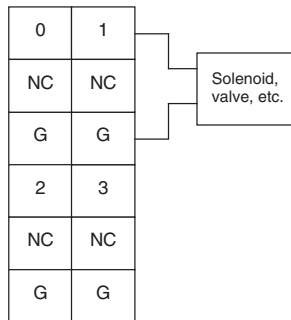 0 1
NC NC
G G
2 3
NC NC
G G
Solenoid,
valve, etc.